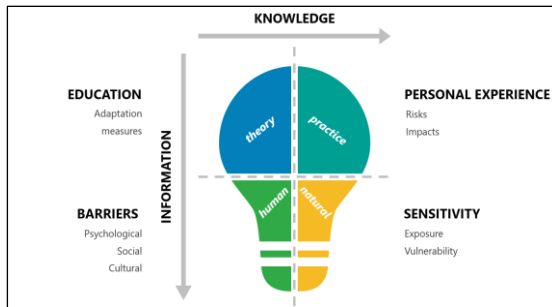 KNOWLEDGE
EDUCATION
Adaptation
measures
INFORMATION
theory
practice
PERSONAL EXPERIENCE
Risks
Impacts
BARRIERS
Psychological
Social
Cultural
human
natural
SENSITIVITY
Exposure
Vulnerability